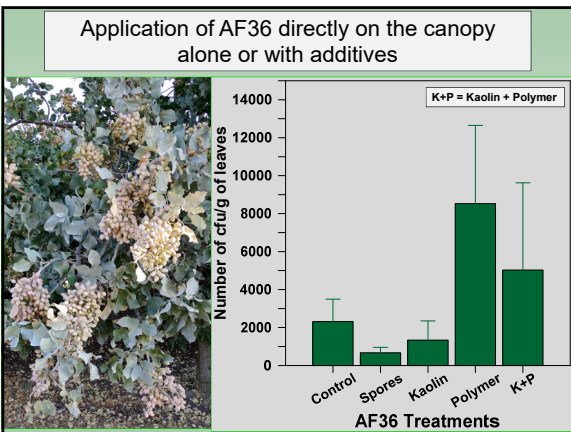 Application of AF36 directly on the canopy
alone or with additives
K+P = Kaolin + Polymer
Number of cfu/g of leaves
14000
12000
10000
8000
6000
4000
2000
0
Control
Spores
Kaolin
Polymer
K+P
AF36 Treatments